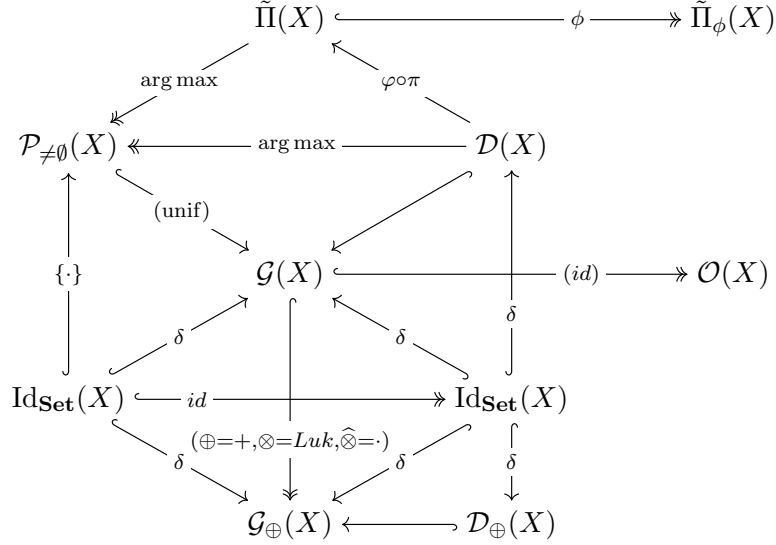 Π̃(X) ϕ Π̃_ϕ(X)
arg max φ∘π
𝒫_{≠∅}(X) arg max 𝒟(X)
(unif)
{·} 𝒢(X) (id) 𝒪(X)
δ δ δ
Id_Set(X) id Id_Set(X)
(⊕=+,⊗=Luk,⊗̂=·)
δ δ δ
𝒢_⊕(X) 𝒟_⊕(X)